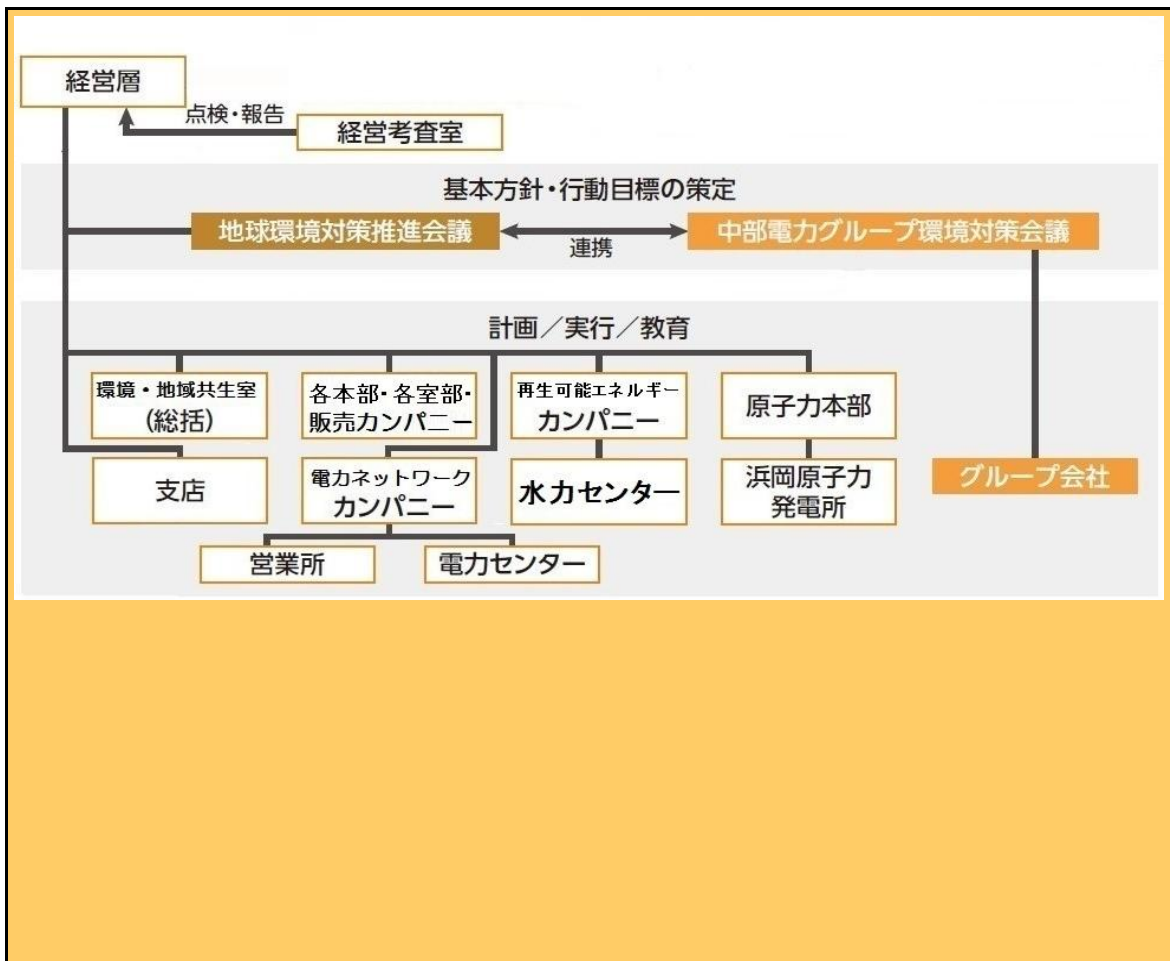 経営層
点検・報告
経営考査室
基本方針・行動目標の策定
地球環境対策推進会議
連携
中部電力グループ環境対策会議
計画／実行／教育
環境・地域共生室
(総括)
各本部・各室部・
販売カンパニー
再生可能エネルギー
カンパニー
原子力本部
支店
電力ネットワーク
カンパニー
水力センター
浜岡原子力
発電所
グループ会社
営業所
電力センター